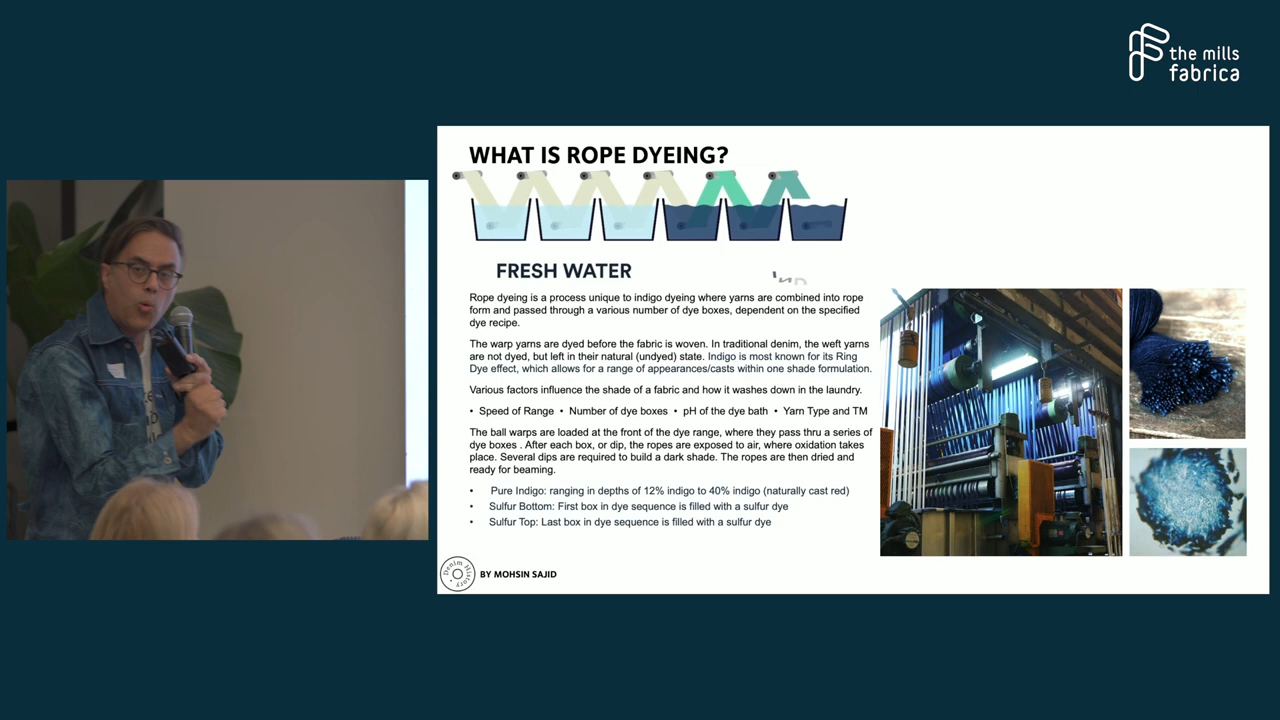 the mills
fabrica
WHAT IS ROPE DYEING?
FRESH WATER
Rope dyeing is a process unique to indigo dyeing where yarns are combined into rope
form and passed through a various number of dye boxes, dependent on the specified
dye recipe.
The warp yarns are dyed before the fabric is woven. In traditional denim, the weft yarns
are not dyed, but left in their natural (undyed) state. Indigo is most known for its Ring
Dye effect, which allows for a range of appearances/casts within one shade formulation.
Various factors influence the shade of a fabric and how it washes down in the laundry.
• Speed of Range • Number of dye boxes • pH of the dye bath • Yarn Type and TM
The ball warps are loaded at the front of the dye range, where they pass thru a series of
dye boxes . After each box, or dip, the ropes are exposed to air, where oxidation takes
place. Several dips are required to build a dark shade. The ropes are then dried and
ready for beaming.
• Pure Indigo: ranging in depths of 12% indigo to 40% indigo (naturally cast red)
• Sulfur Bottom: First box in dye sequence is filled with a sulfur dye
• Sulfur Top: Last box in dye sequence is filled with a sulfur dye
Denim History
BY MOHSIN SAJID